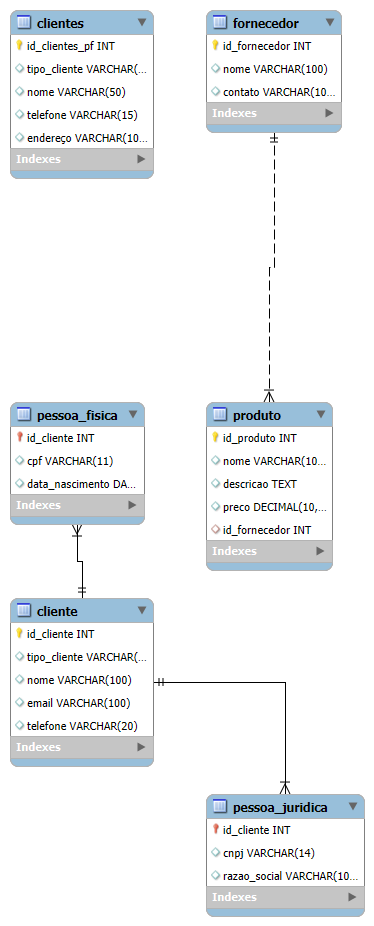 clientes
id_clientes_pf INT
tipo_cliente VARCHAR(...
nome VARCHAR(50)
telefone VARCHAR(15)
endereço VARCHAR(10...
Indexes
fornecedor
id_fornecedor INT
nome VARCHAR(100)
contato VARCHAR(10...
Indexes
pessoa_fisica
id_cliente INT
cpf VARCHAR(11)
data_nascimento DA...
Indexes
produto
id_produto INT
nome VARCHAR(10...
descricao TEXT
preco DECIMAL(10,...
id_fornecedor INT
Indexes
cliente
id_cliente INT
tipo_cliente VARCHAR(...
nome VARCHAR(100)
email VARCHAR(100)
telefone VARCHAR(20)
Indexes
pessoa_juridica
id_cliente INT
cnpj VARCHAR(14)
razao_social VARCHAR(10...
Indexes